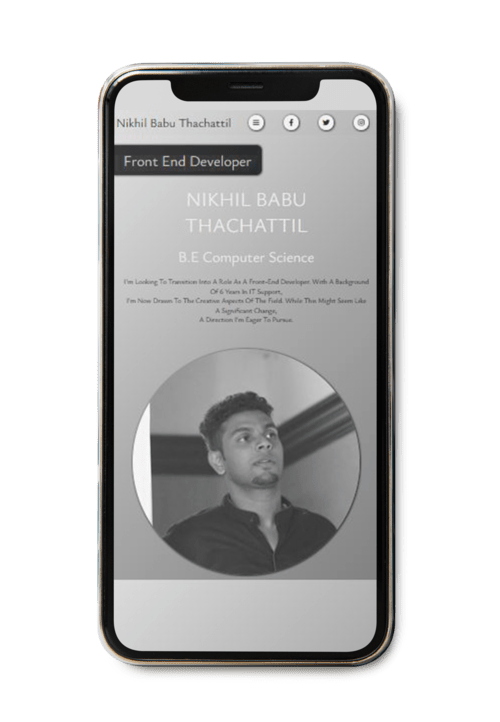 Nikhil Babu Thachattil
Front End Developer
NIKHIL BABU
THACHATTIL
B.E Computer Science
I'm Looking To Transition Into A Role As A Front-End Developer. With A Background
Of 6 Years In IT Support,
I'm Now Drawn To The Creative Aspects Of The Field. While This Might Seem Like
A Significant Change,
A Direction I'm Eager To Pursue.